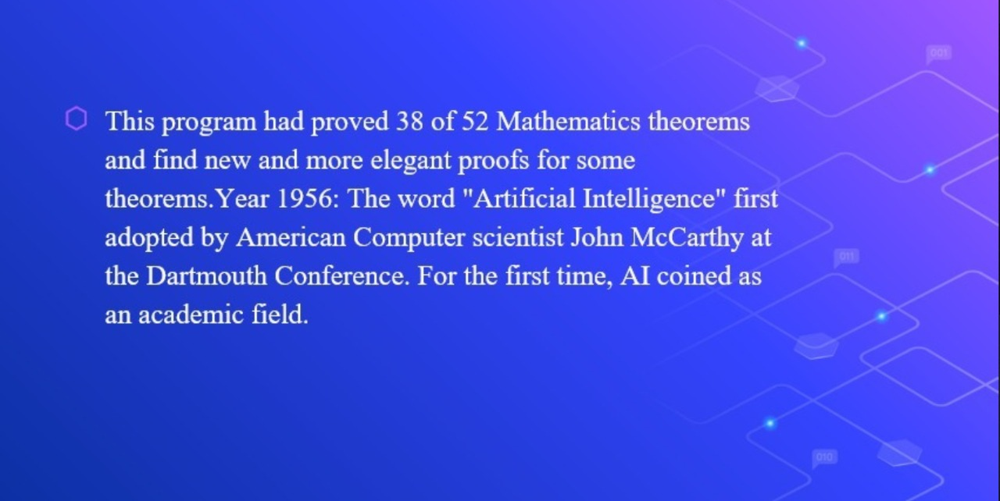 This program had proved 38 of 52 Mathematics theorems
and find new and more elegant proofs for some
theorems.Year 1956: The word "Artificial Intelligence" first
adopted by American Computer scientist John McCarthy at
the Dartmouth Conference. For the first time, AI coined as
an academic field.
001
011
010